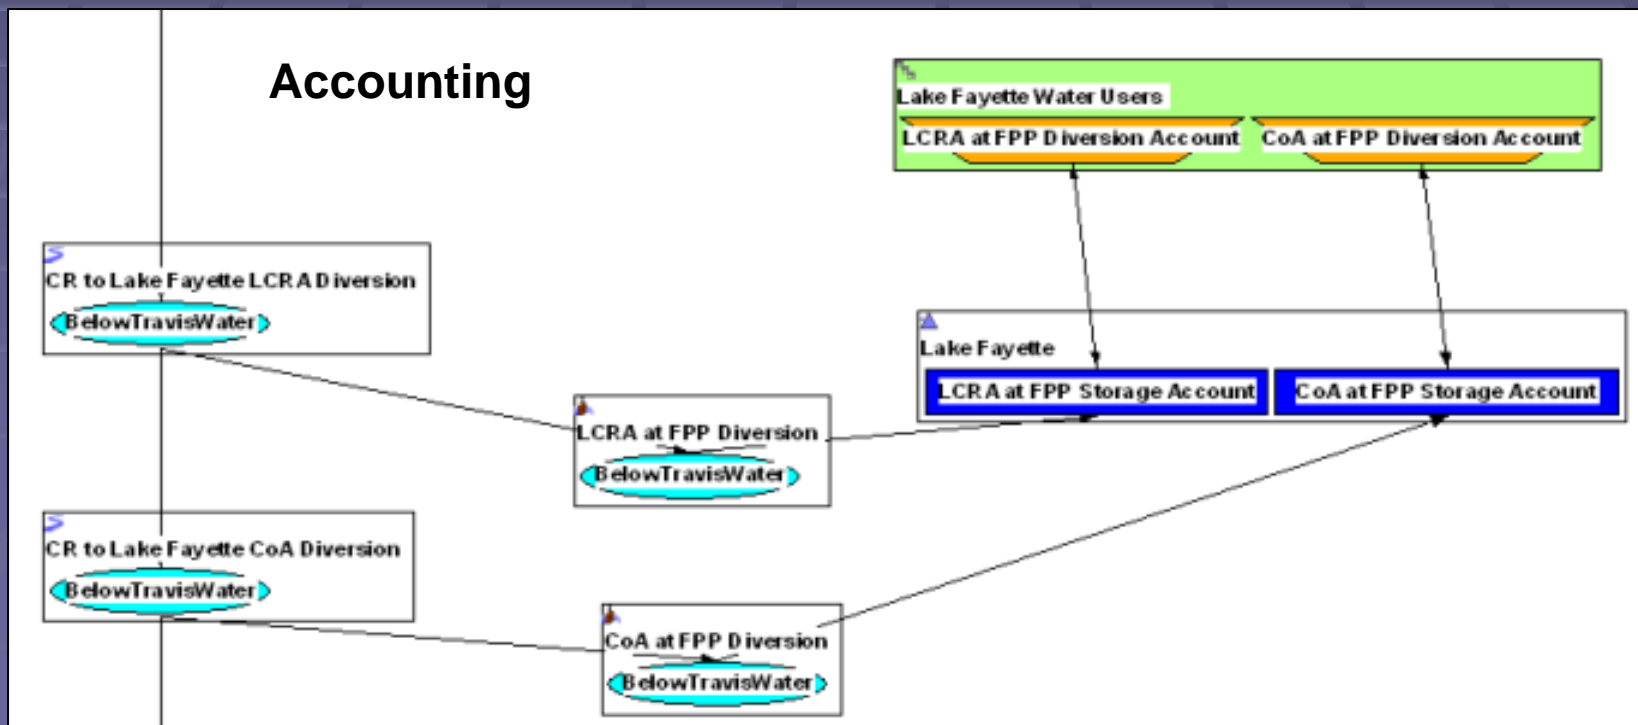 Accounting
Lake Fayette Water Users
LCRA at FPP Diversion Account
CoA at FPP Diversion Account
CR to Lake Fayette LCRA Diversion
BelowTravisWater
Lake Fayette
LCRA at FPP Storage Account
CoA at FPP Storage Account
LCRA at FPP Diversion
BelowTravisWater
CR to Lake Fayette CoA Diversion
BelowTravisWater
CoA at FPP Diversion
BelowTravisWater